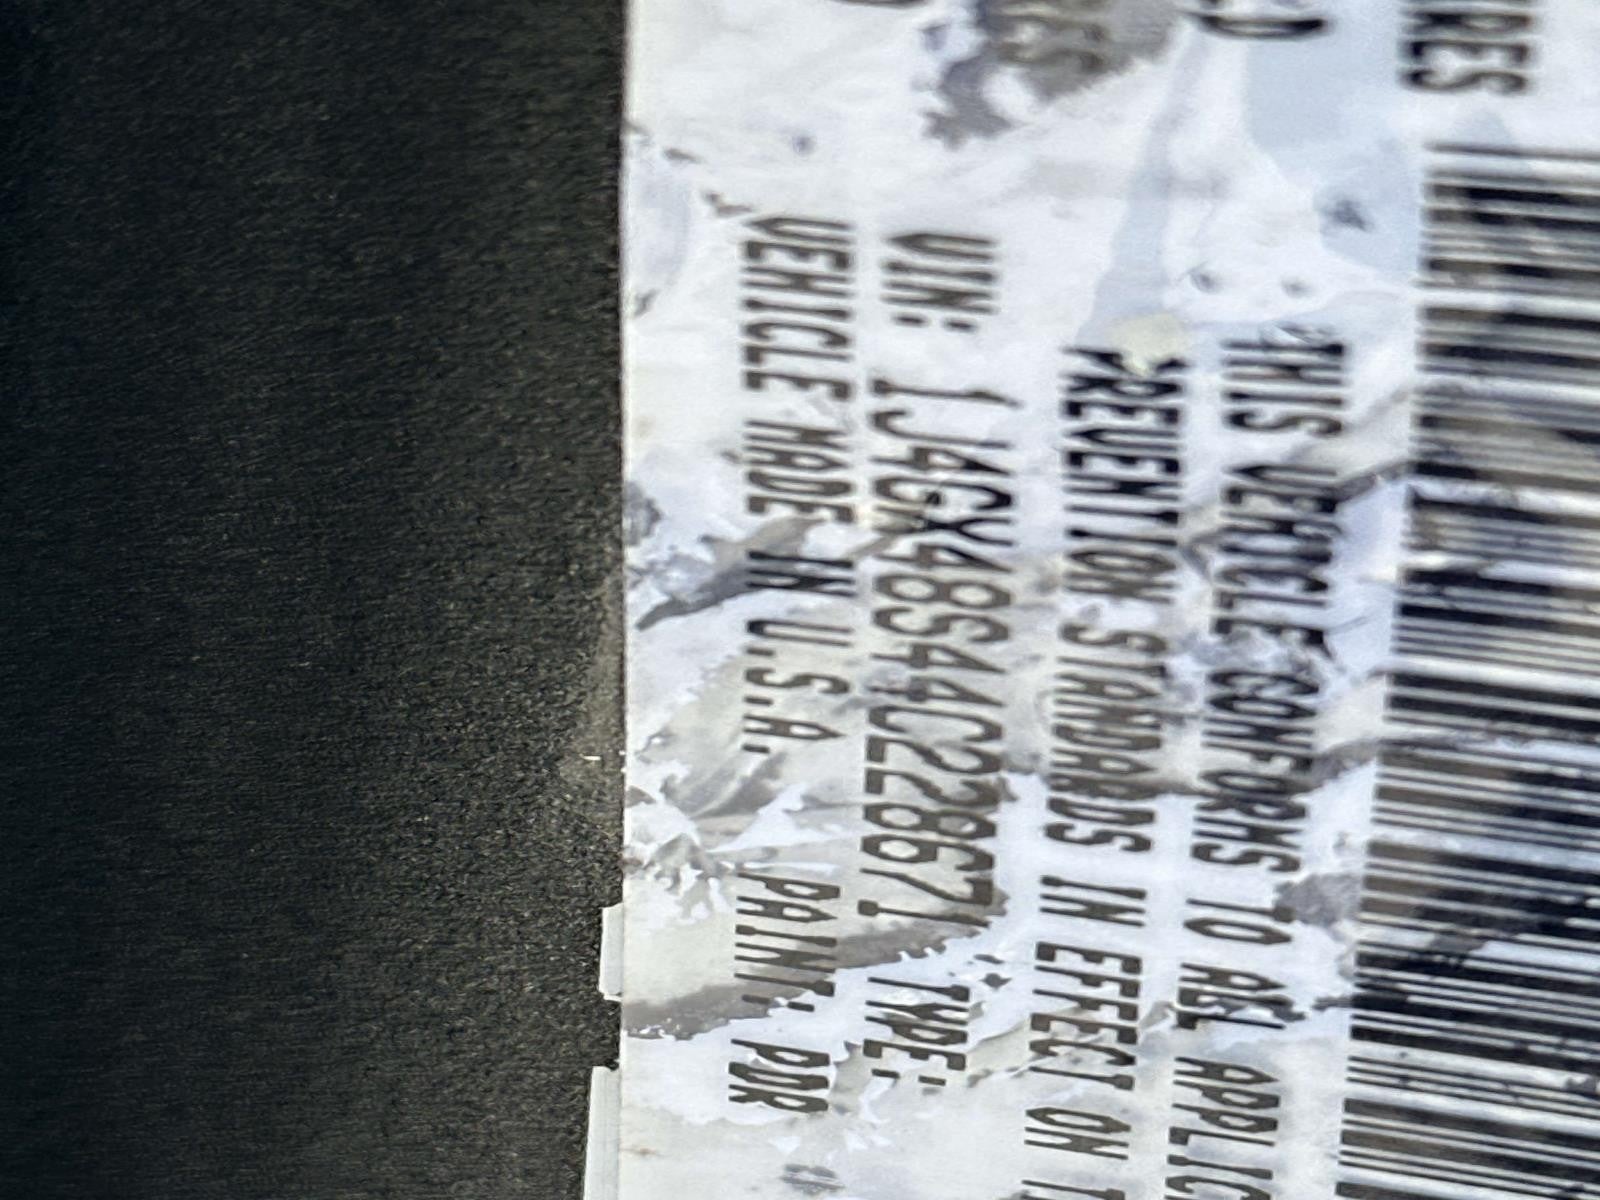 THIS VEHICLE CONFORMS TO ALL APPLIC
PREVENTION STANDARDS IN EFFECT ON T
VIN: 1J4GX48S44C228671 TYPE:
VEHICLE MADE IN U.S.A. PAINT: PDR